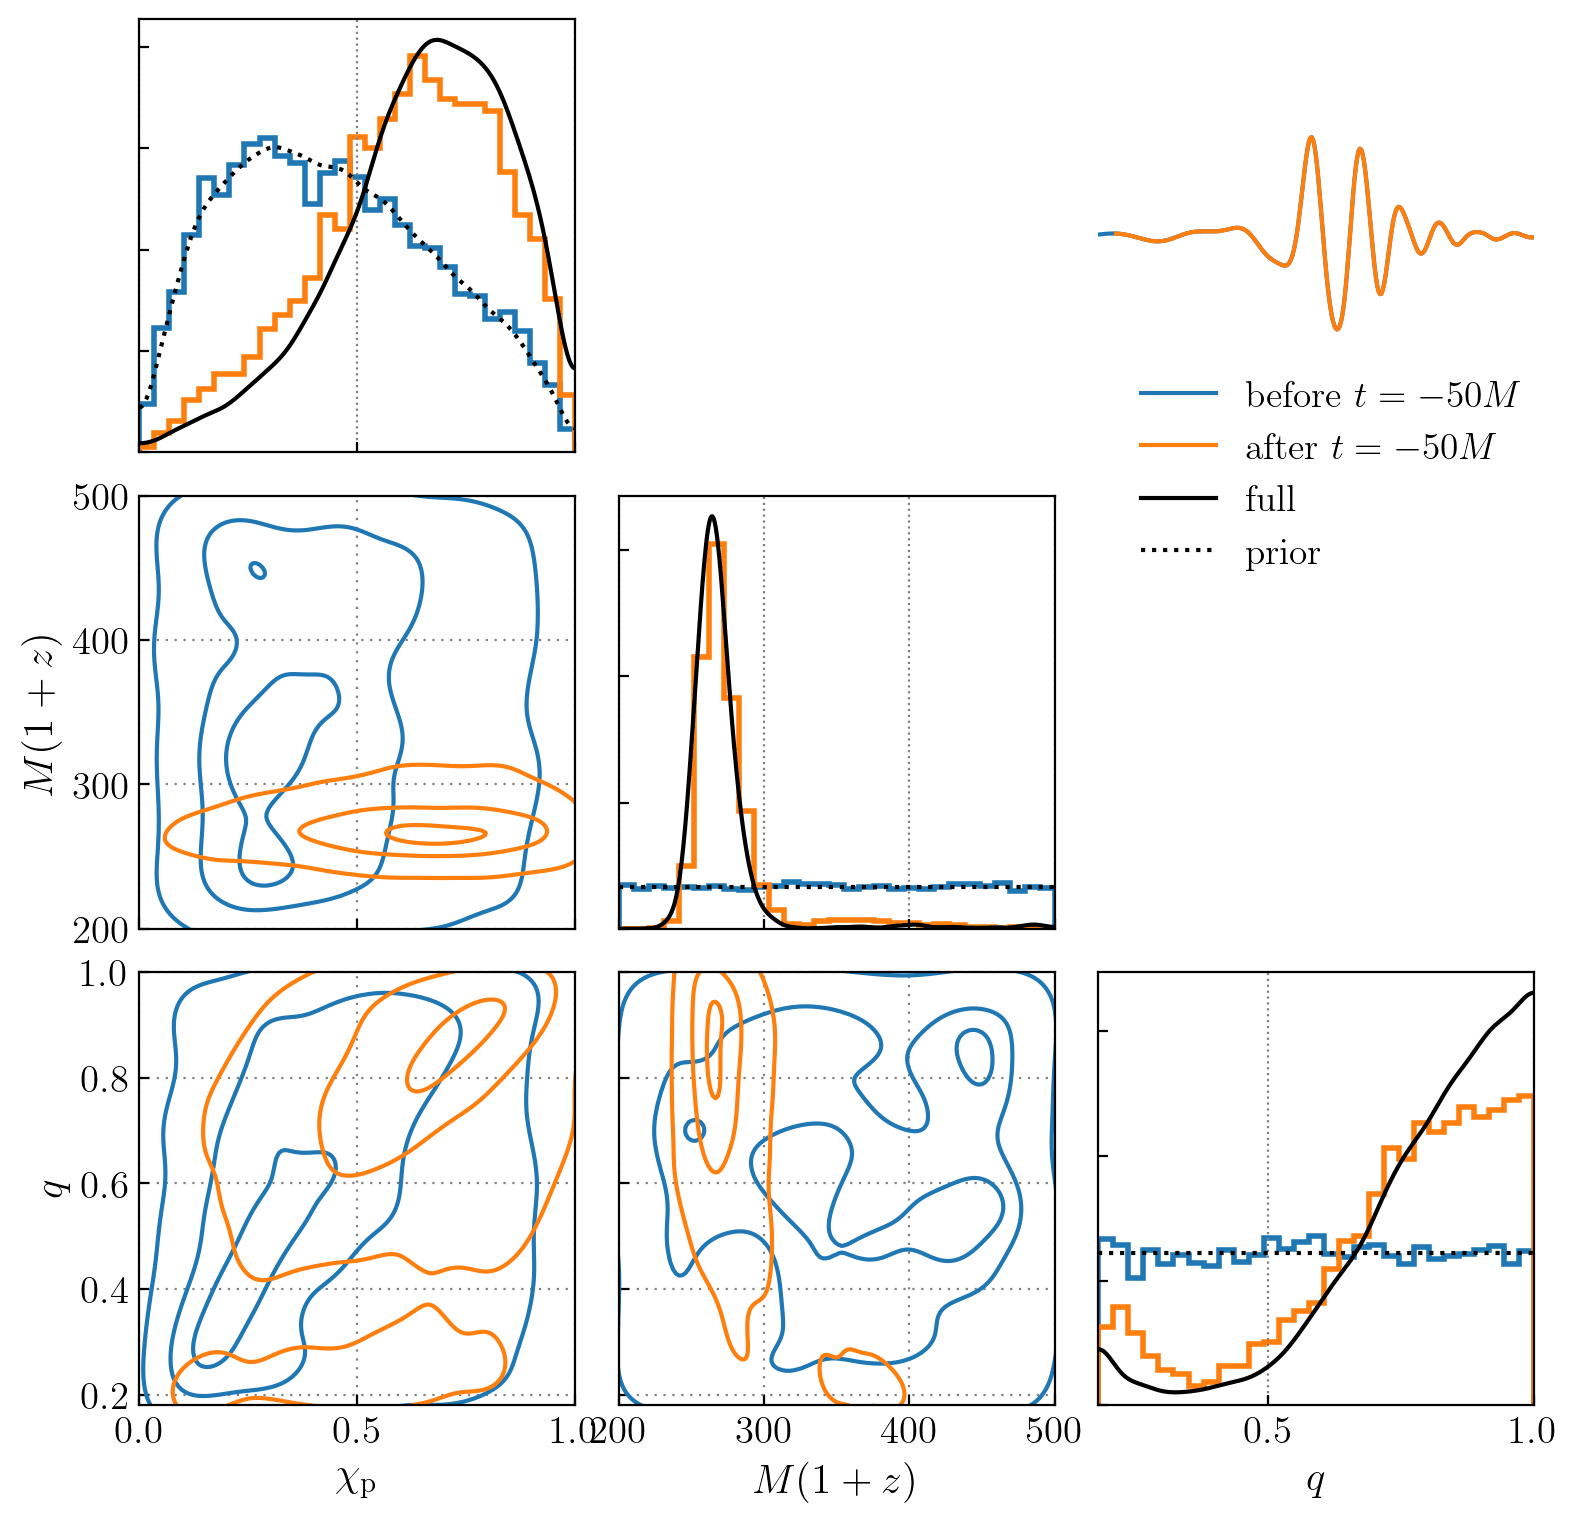 before t = −50M
after t = −50M
full
prior
500
400
300
200
M(1 + z)
1.0
0.8
0.6
0.4
0.2
q
0.0 0.5 1.0
200 300 400 500
0.5 1.0
χp
M(1 + z)
q